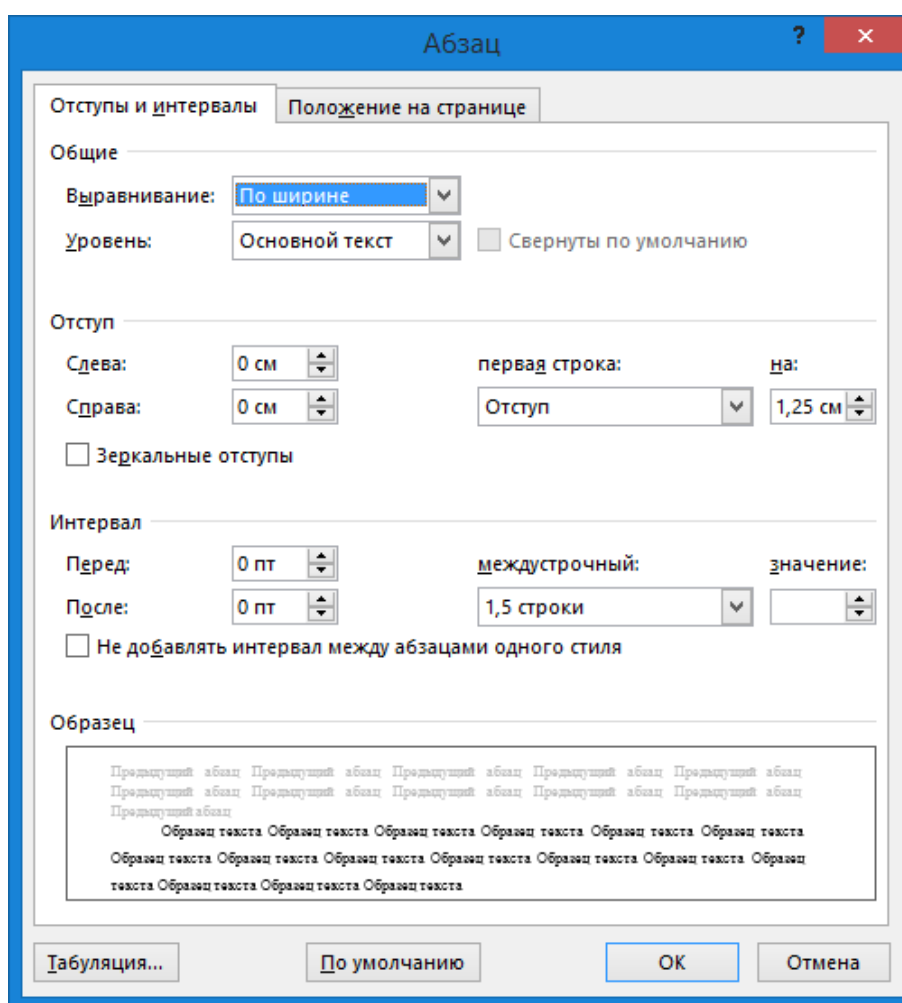 Абзац ?
Отступы и интервалы Положение на странице
Общие
Выравнивание: По ширине
Уровень: Основной текст Свернуты по умолчанию
Отступ
Слева: 0 см первая строка: на:
Справа: 0 см Отступ 1,25 см
Зеркальные отступы
Интервал
Перед: 0 пт междустрочный: значение:
После: 0 пт 1,5 строки
Не добавлять интервал между абзацами одного стиля
Образец
Предыдущий абзац Предыдущий абзац Предыдущий абзац Предыдущий абзац Предыдущий абзац
Предыдущий абзац Предыдущий абзац Предыдущий абзац Предыдущий абзац Предыдущий абзац
Предыдущий абзац
Образец текста Образец текста Образец текста Образец текста Образец текста Образец текста
Образец текста Образец текста Образец текста Образец текста Образец текста Образец текста Образец
текста Образец текста Образец текста Образец текста
Табуляция... По умолчанию ОК Отмена